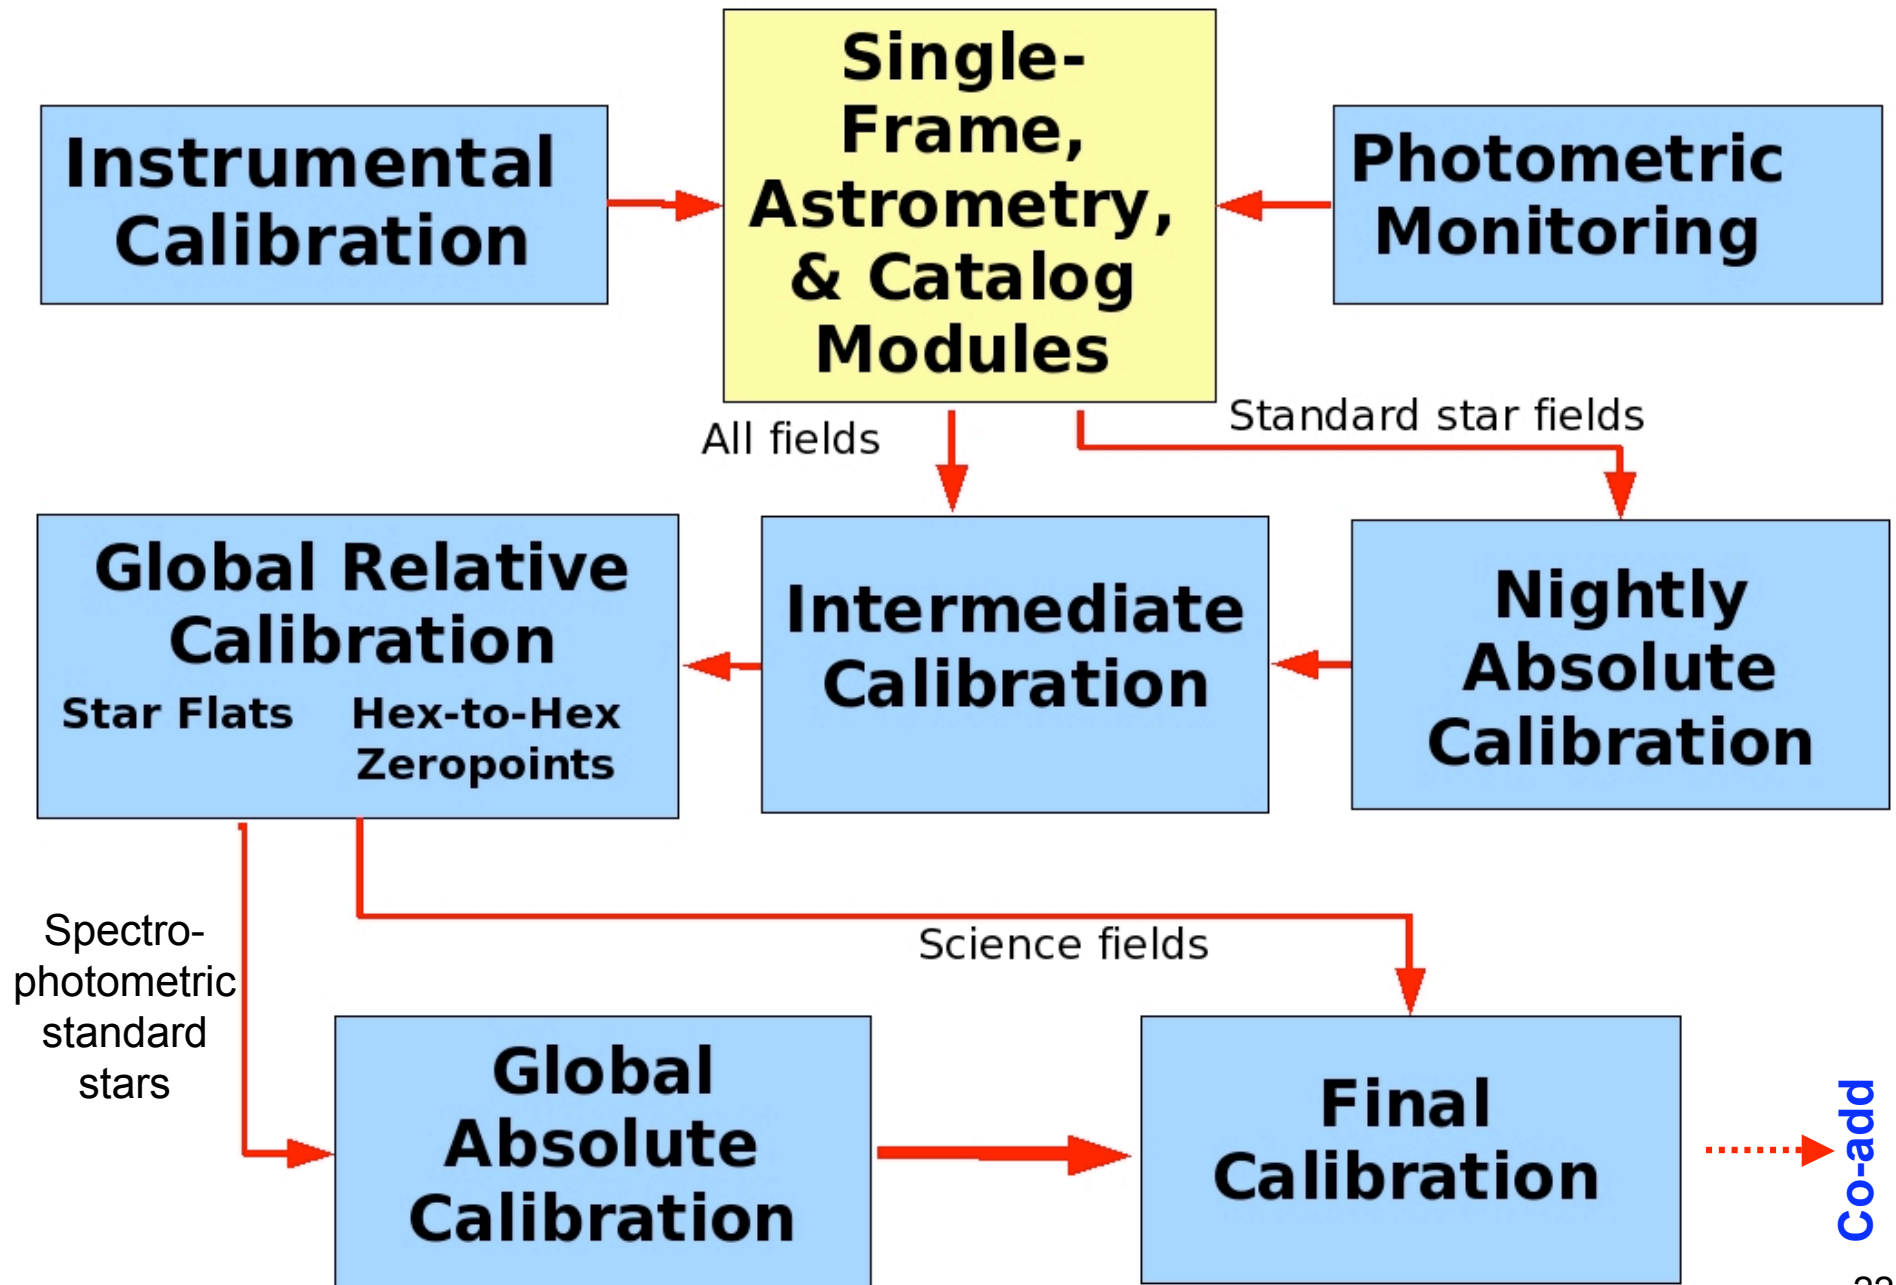 Single-
Frame,
Astrometry,
& Catalog
Modules
Instrumental
Calibration
Photometric
Monitoring
All fields
Standard star fields
Global Relative
Calibration
Star Flats
Hex-to-Hex
Zeropoints
Intermediate
Calibration
Nightly
Absolute
Calibration
Spectro-
photometric
standard
stars
Science fields
Global
Absolute
Calibration
Final
Calibration
Co-add